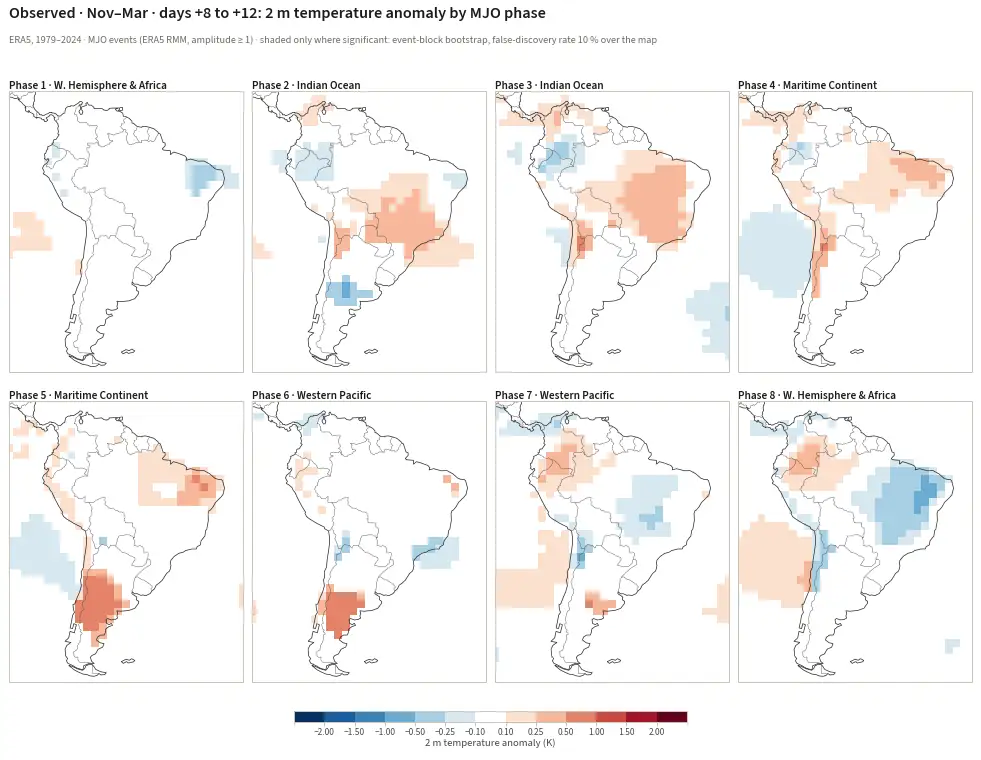 Observed · Nov–Mar · days +8 to +12: 2 m temperature anomaly by MJO phase
ERA5, 1979–2024 · MJO events (ERA5 RMM, amplitude ≥ 1) · shaded only where significant: event-block bootstrap, false-discovery rate 10 % over the map
Phase 1 · W. Hemisphere & Africa
Phase 2 · Indian Ocean
Phase 3 · Indian Ocean
Phase 4 · Maritime Continent
Phase 5 · Maritime Continent
Phase 6 · Western Pacific
Phase 7 · Western Pacific
Phase 8 · W. Hemisphere & Africa
−2.00 −1.50 −1.00 −0.50 −0.25 −0.10 0.10 0.25 0.50 1.00 1.50 2.00
2 m temperature anomaly (K)